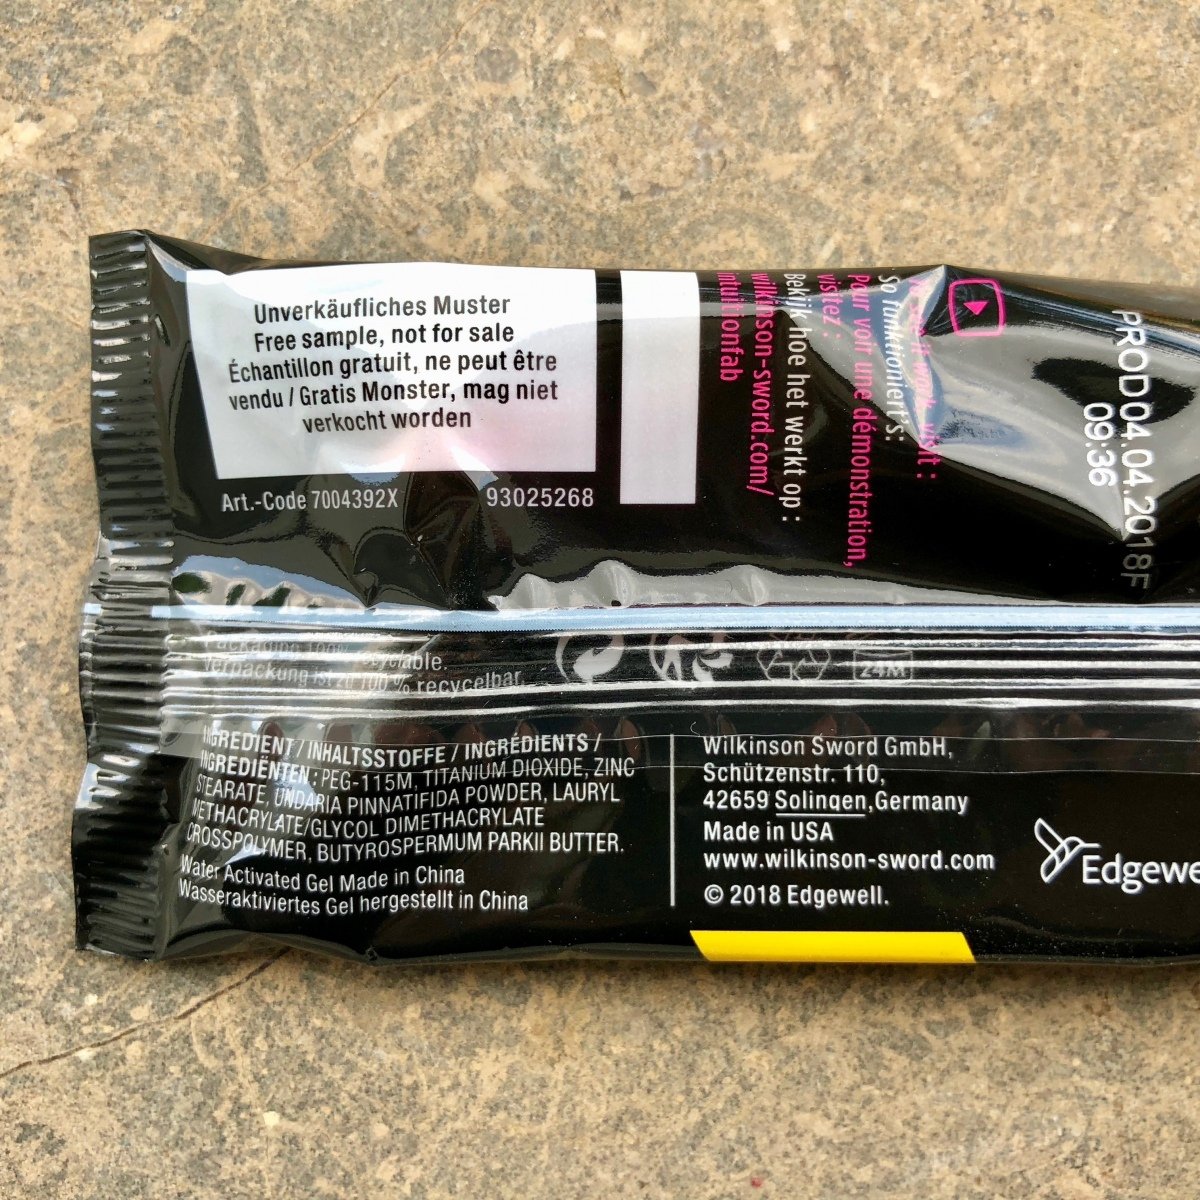 Unverkäufliches Muster
Free sample, not for sale
Échantillon gratuit, ne peut être
vendu / Gratis Monster, mag niet
verkocht worden
Art.-Code 7004392X 93025268
visit :
So funktioniert's:
Pour voir une démonstration,
visitez :
Bekijk hoe het werkt op :
wilkinson-sword.com/
intuitionfab
PROD04.04.2018F
09:36
recyclable.
Verpackung ist zu 100 % recycelbar.
24M
INGREDIENT / INHALTSSTOFFE / INGRÉDIENTS /
INGREDIËNTEN : PEG-115M, TITANIUM DIOXIDE, ZINC
STEARATE, UNDARIA PINNATIFIDA POWDER, LAURYL
METHACRYLATE/GLYCOL DIMETHACRYLATE
CROSSPOLYMER, BUTYROSPERMUM PARKII BUTTER.
Water Activated Gel Made in China
Wasseraktiviertes Gel hergestellt in China
Wilkinson Sword GmbH,
Schützenstr. 110,
42659 Solingen,Germany
Made in USA
www.wilkinson-sword.com
© 2018 Edgewell.
Edgewe